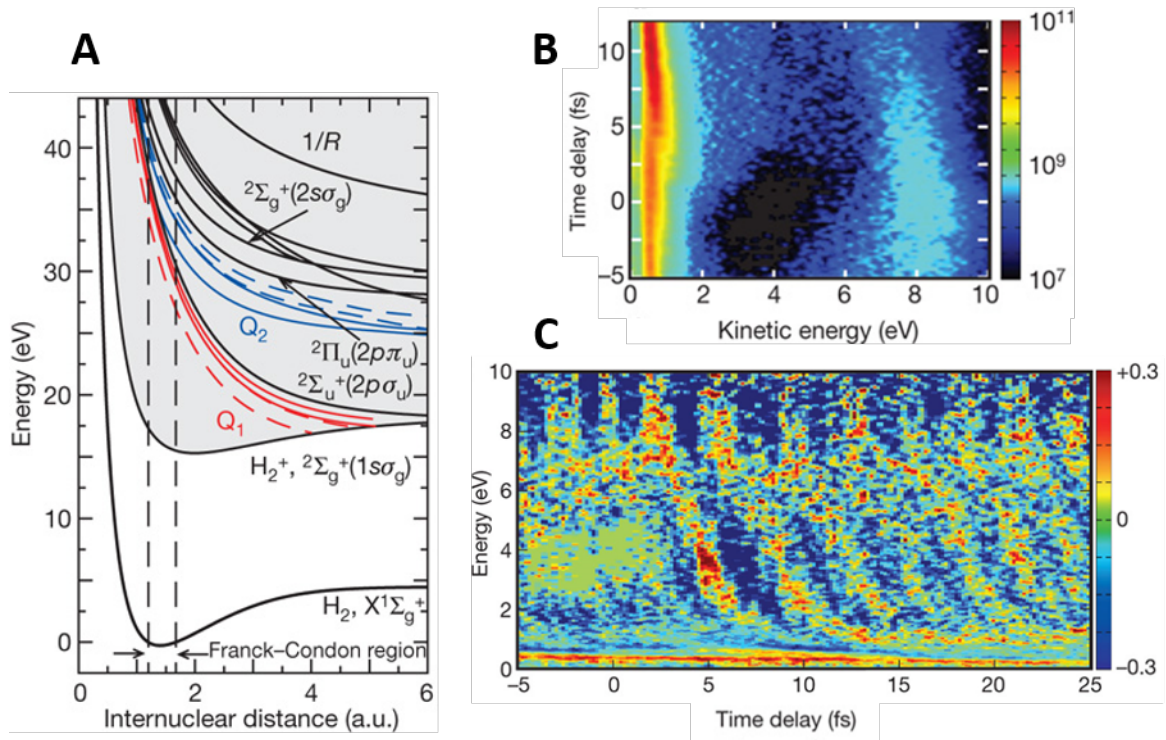 A
40
30
20
10
0
Energy (eV)
1/R
²Σg⁺(2sσg)
Q₂
²Πu(2pπu)
²Σu⁺(2pσu)
Q₁
H₂⁺, ²Σg⁺(1sσg)
H₂, X¹Σg⁺
Franck–Condon region
0 2 4 6
Internuclear distance (a.u.)
B
10
5
0
−5
Time delay (fs)
0 2 4 6 8 10
Kinetic energy (eV)
10¹¹
10⁹
10⁷
C
10
8
6
4
2
0
Energy (eV)
−5 0 5 10 15 20 25
Time delay (fs)
+0.3
0
−0.3